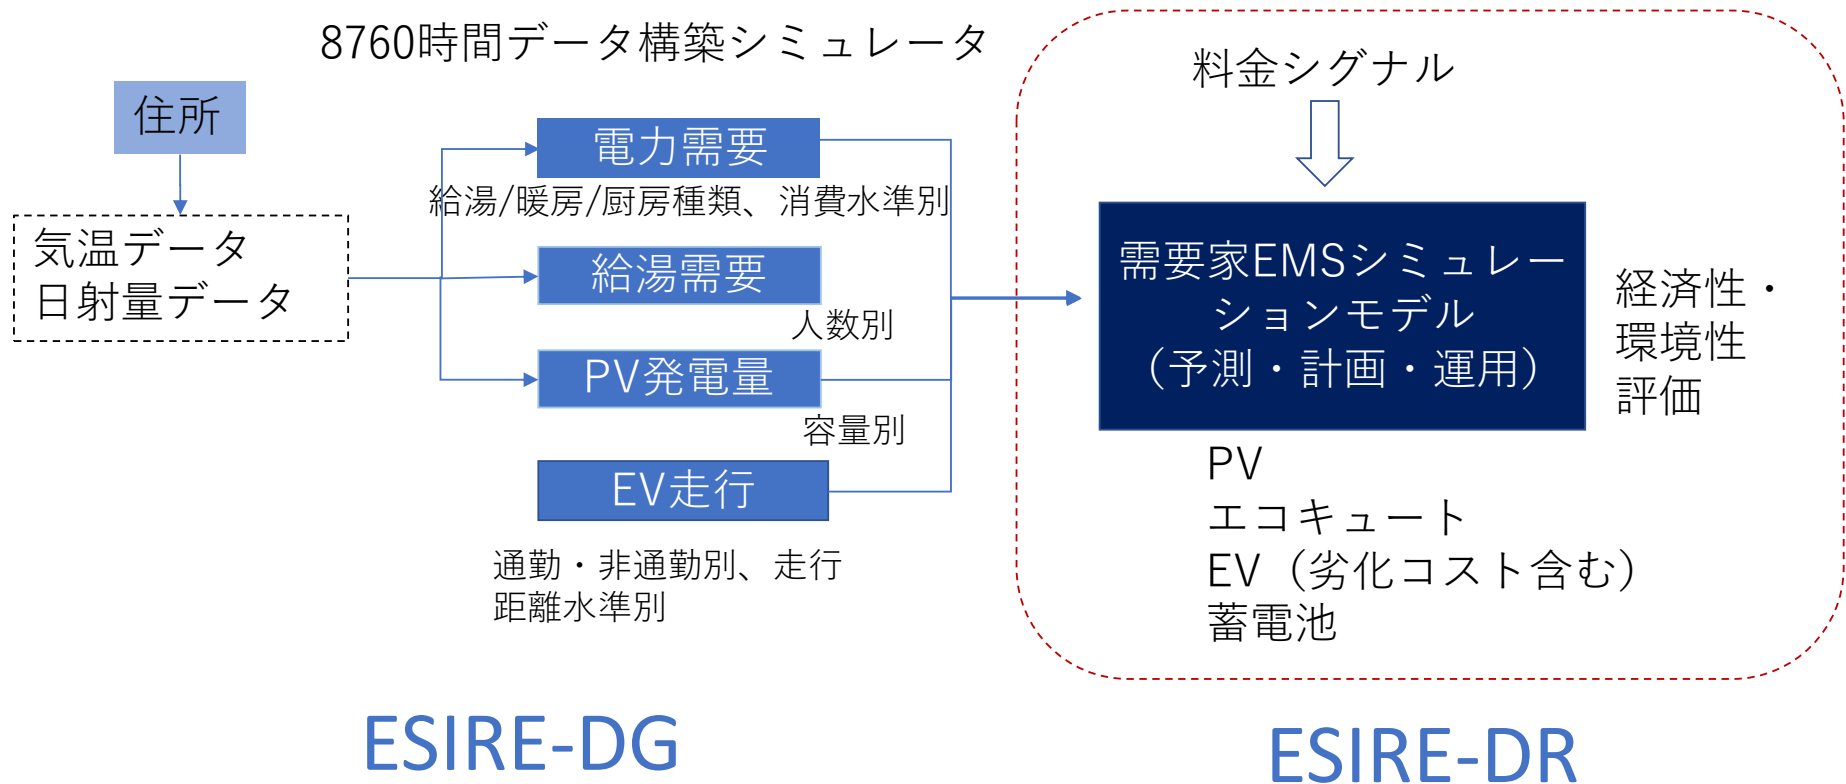 8760時間データ構築シミュレータ
住所
気温データ
日射量データ
電力需要
給湯/暖房/厨房種類、消費水準別
給湯需要
人数別
PV発電量
容量別
EV走行
通勤・非通勤別、走行
距離水準別
ESIRE-DG
料金シグナル
需要家EMSシミュレー
ションモデル
（予測・計画・運用）
経済性・
環境性
評価
PV
エコキュート
EV（劣化コスト含む）
蓄電池
ESIRE-DR